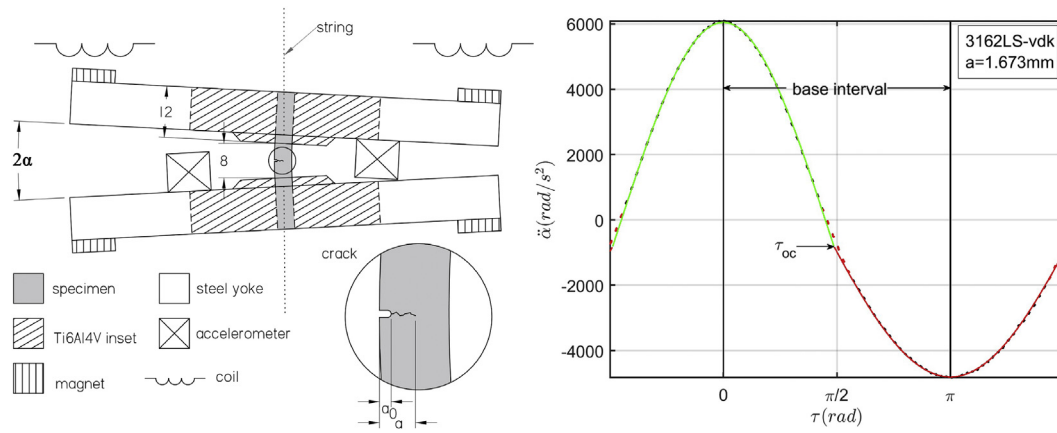 string
12
2α
8
crack
specimen
steel yoke
Ti6Al4V inset
accelerometer
magnet
coil
a0
a
6000
4000
2000
0
-2000
-4000
α̈(rad/s²)
3162LS-vdk
a=1.673mm
base interval
τoc
0
π/2
π
τ(rad)